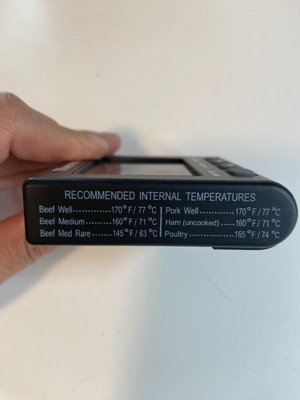 RECOMMENDED INTERNAL TEMPERATURES
Beef Well.............170°F/ 77 °C
Beef Medium.........160°F/ 71 °C
Beef Med Rare.......145°F/ 63 °C
Pork Well............170°F/ 77 °C
Ham (uncooked).....160°F/ 71 °C
Poultry...............165°F/ 74 °C